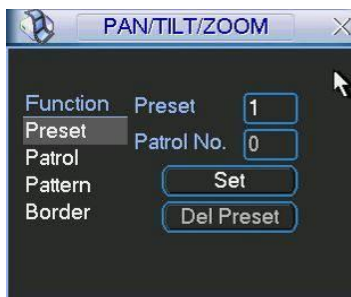 PAN/TILT/ZOOM
Function
Preset
Patrol
Pattern
Border
Preset 1
Patrol No. 0
Set
Del Preset